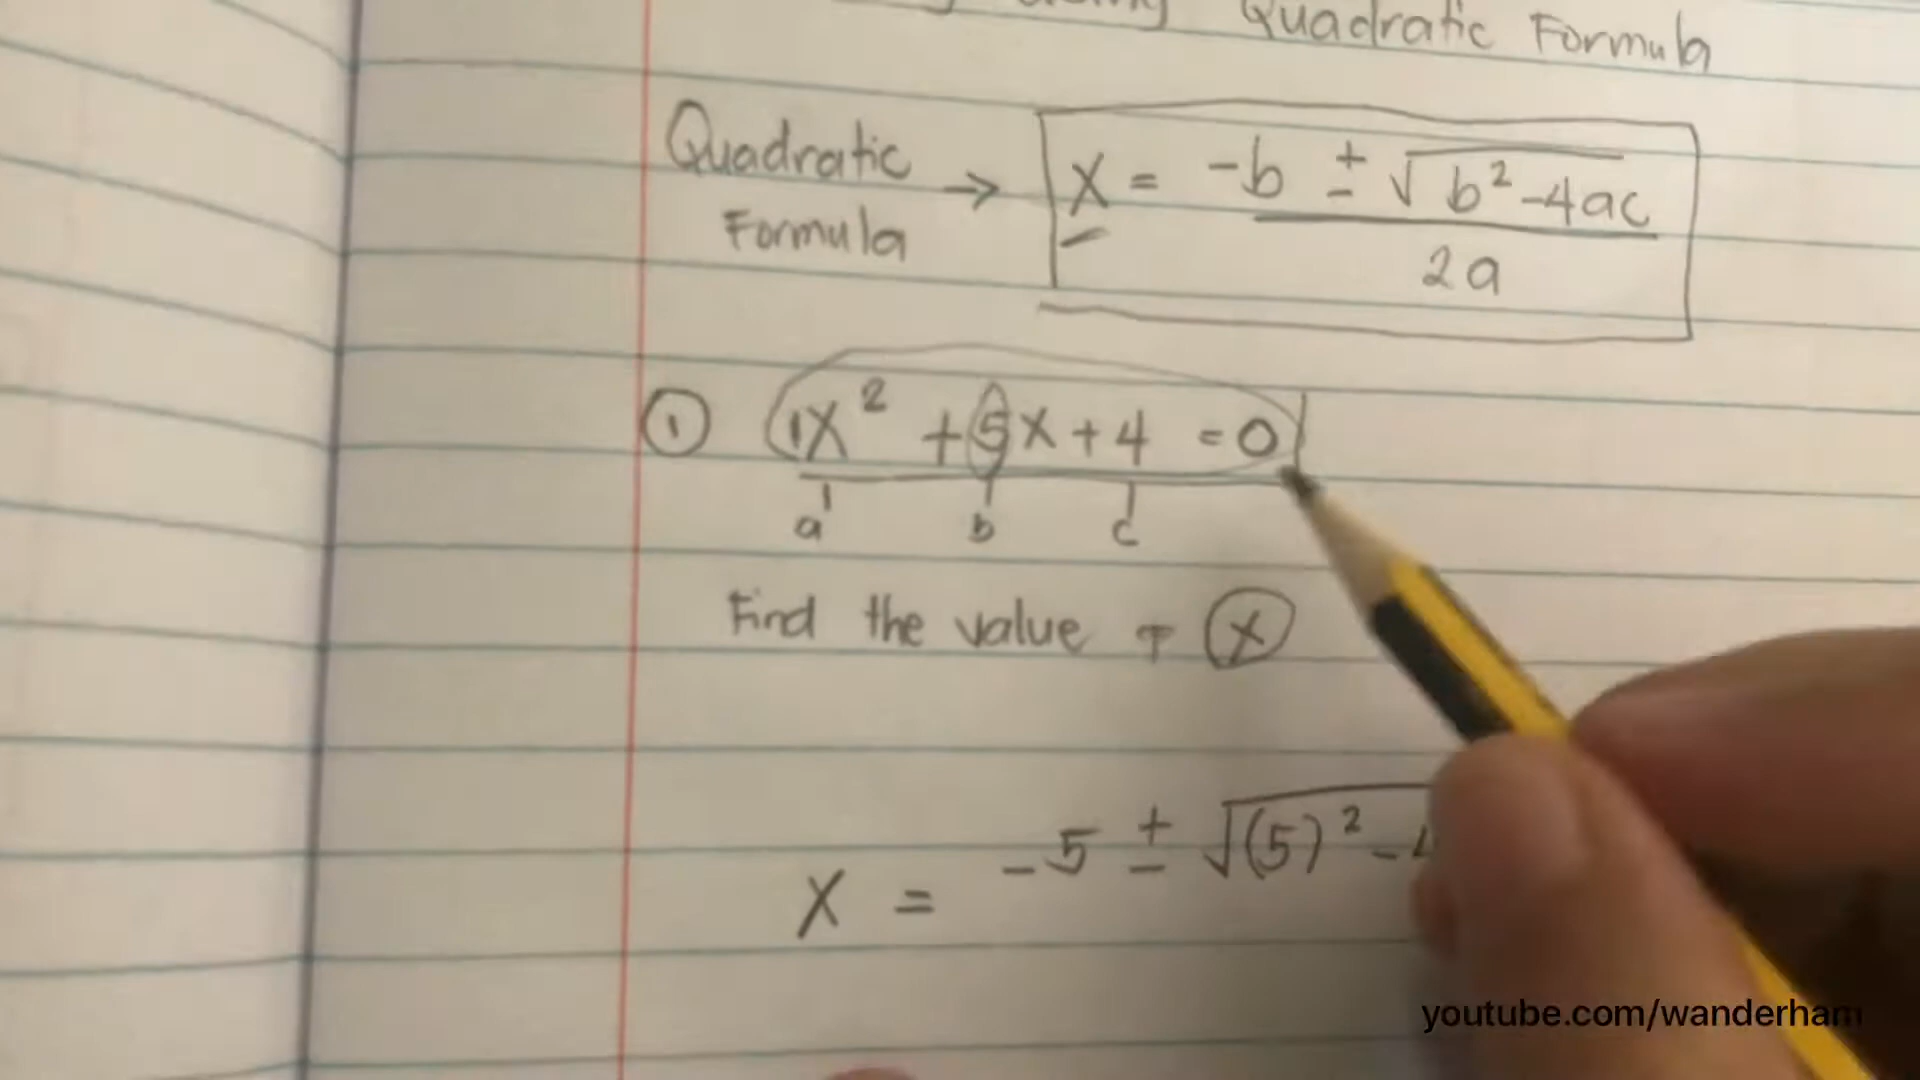 Quadratic Formula
Quadratic Formula → x = -b ± √b² -4ac / 2a
① 1x² + 5x + 4 = 0
a b c
Find the value of x
x = -5 ± √(5)² -
youtube.com/wanderham